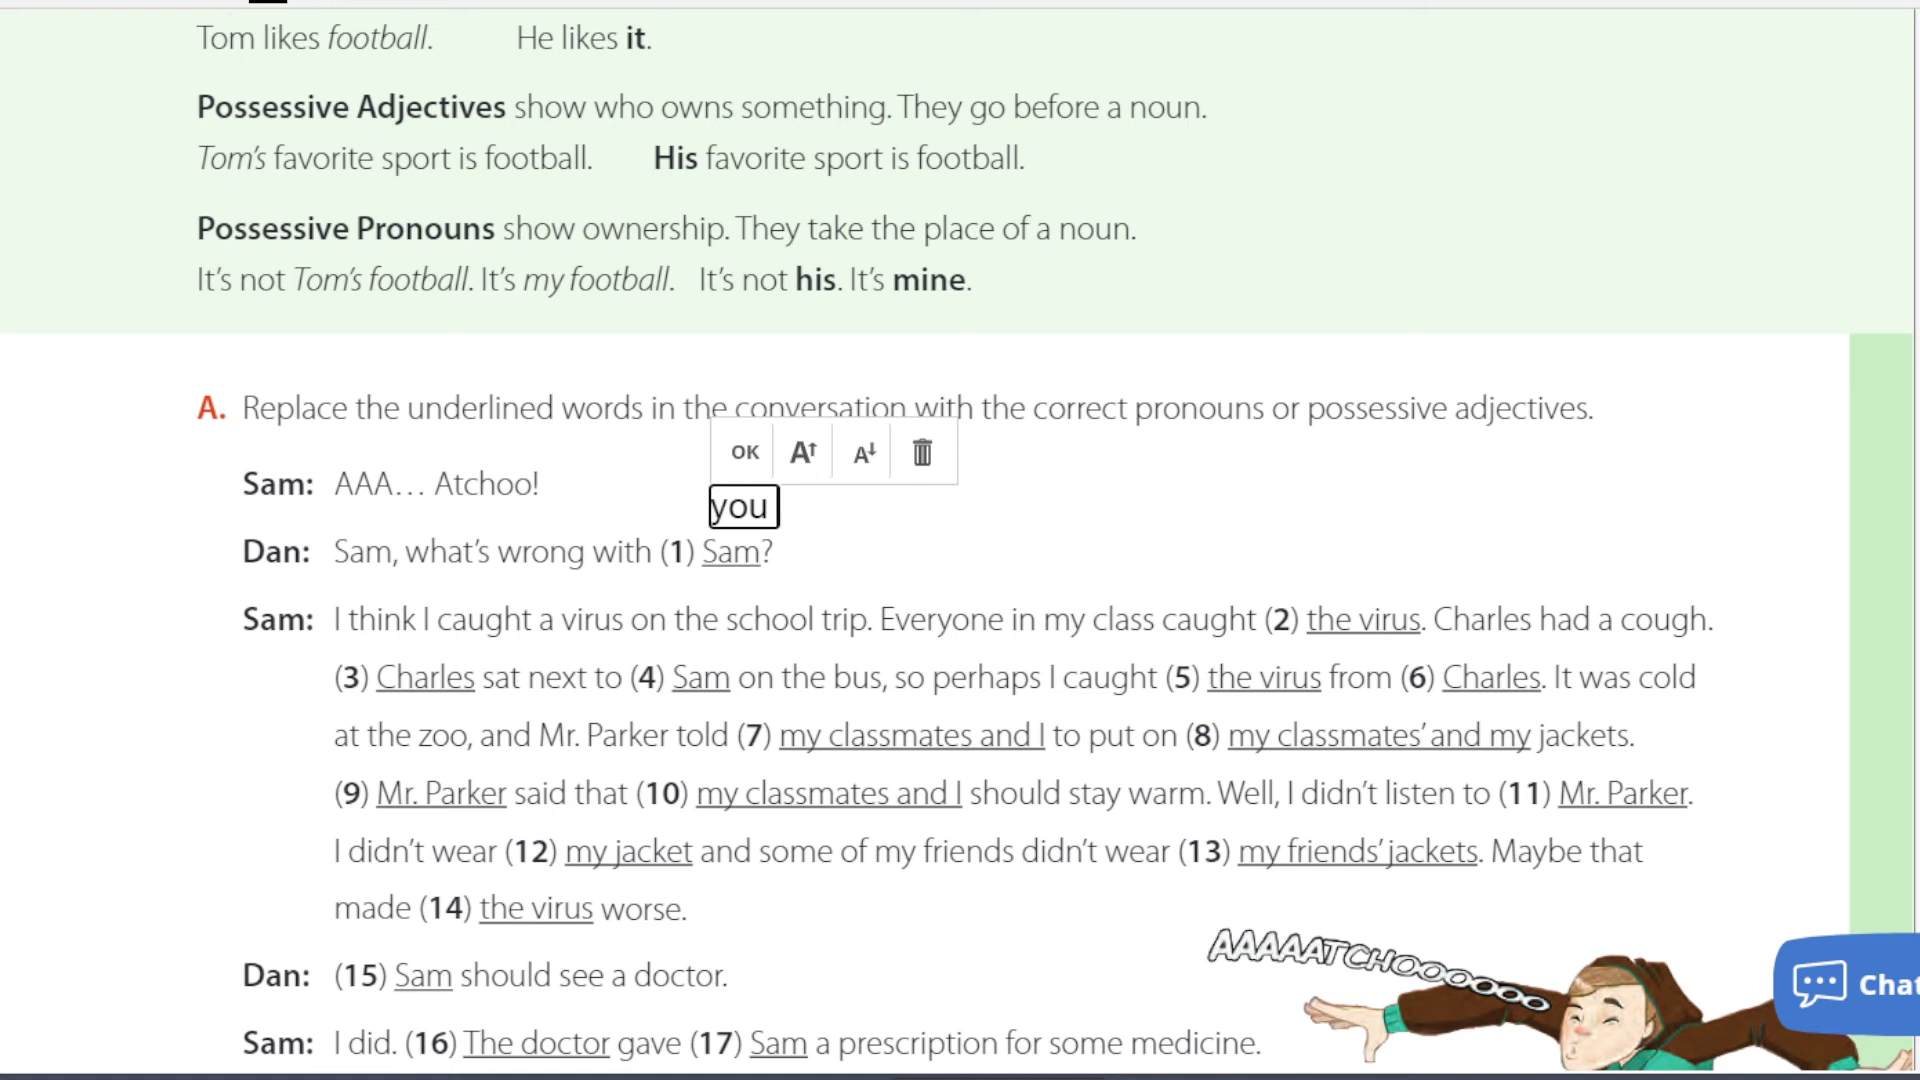 Tom likes football. He likes it.
Possessive Adjectives show who owns something. They go before a noun.
Tom's favorite sport is football. His favorite sport is football.
Possessive Pronouns show ownership. They take the place of a noun.
It's not Tom's football. It's my football. It's not his. It's mine.
A. Replace the underlined words in the conversation with the correct pronouns or possessive adjectives.
OK A A
Sam: AAA... Atchoo!
you
Dan: Sam, what's wrong with (1) Sam?
Sam: I think I caught a virus on the school trip. Everyone in my class caught (2) the virus. Charles had a cough.
(3) Charles sat next to (4) Sam on the bus, so perhaps I caught (5) the virus from (6) Charles. It was cold
at the zoo, and Mr. Parker told (7) my classmates and I to put on (8) my classmates' and my jackets.
(9) Mr. Parker said that (10) my classmates and I should stay warm. Well, I didn't listen to (11) Mr. Parker.
I didn't wear (12) my jacket and some of my friends didn't wear (13) my friends' jackets. Maybe that
made (14) the virus worse.
AAAAATCHOOOOOO
Dan: (15) Sam should see a doctor.
Chat
Sam: I did. (16) The doctor gave (17) Sam a prescription for some medicine.